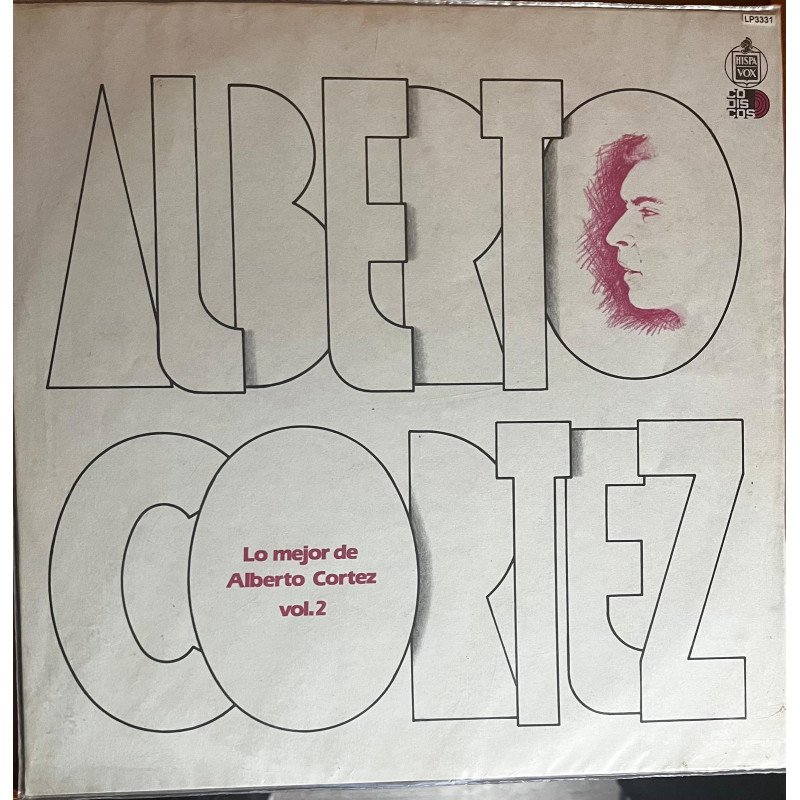 LP3331
HISPA
VOX
CO
DIS
COS
ALBERTO
CORTEZ
Lo mejor de
Alberto Cortez
vol.2